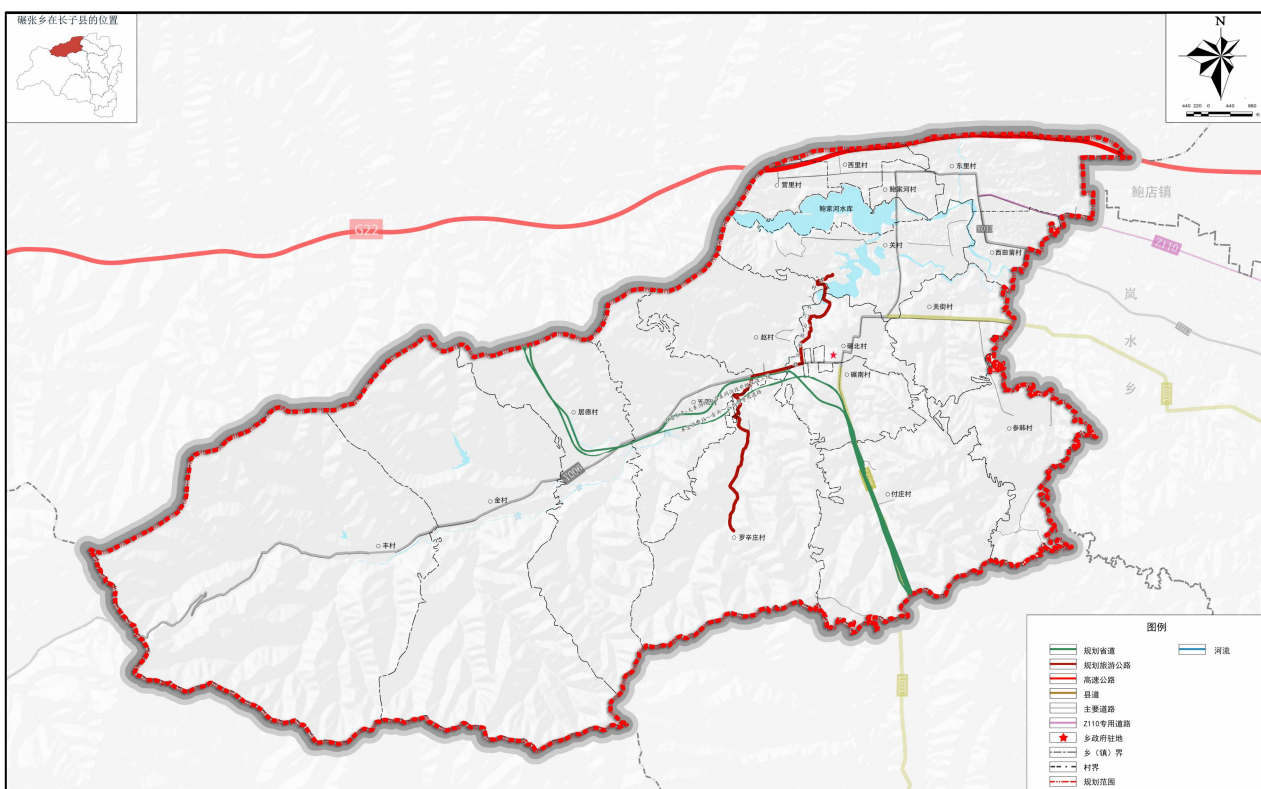 碾张乡在长子县的位置
N
440 220 0 440 880
西里村
东里村
营里村
鲍家河村
鲍店镇
鲍家河水库
G22
关村
西田莆村
Z110
岚
水
乡
关街村
赵村
碾北村
碾南村
居德村
参韩村
Y006
金村
付庄村
丰村
罗辛庄村
图例
规划省道
河流
规划旅游公路
高速公路
县道
主要道路
Z110专用道路
乡政府驻地
乡（镇）界
村界
规划范围